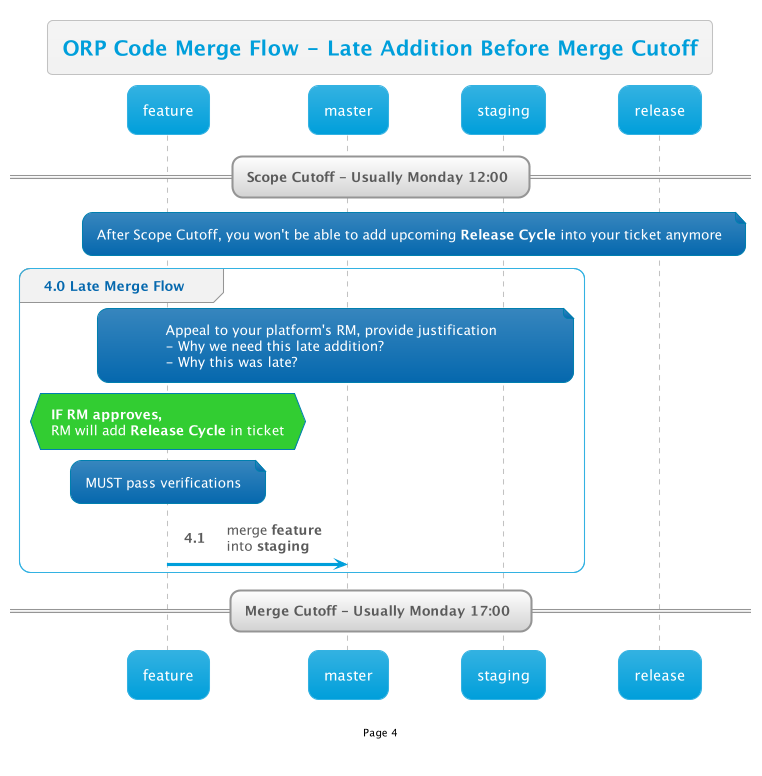 ORP Code Merge Flow – Late Addition Before Merge Cutoff
feature
master
staging
release
Scope Cutoff – Usually Monday 12:00
After Scope Cutoff, you won't be able to add upcoming Release Cycle into your ticket anymore
4.0 Late Merge Flow
Appeal to your platform's RM, provide justification
– Why we need this late addition?
– Why this was late?
IF RM approves,
RM will add Release Cycle in ticket
MUST pass verifications
4.1 merge feature
into staging
Merge Cutoff – Usually Monday 17:00
feature
master
staging
release
Page 4